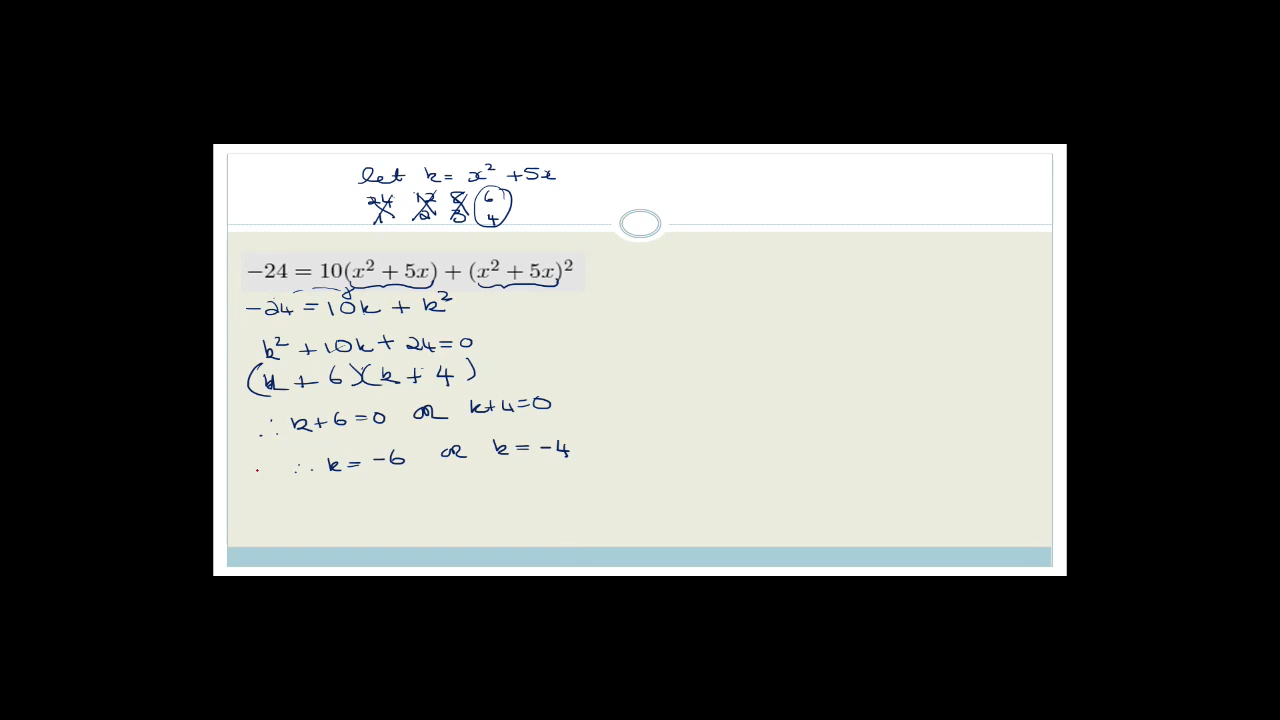 let k = x² + 5x
24 12 8 6
1 2 3 4
−24 = 10(x² + 5x) + (x² + 5x)²
−24 = 10k + k²
k² + 10k + 24 = 0
(k + 6)(k + 4)
∴ k + 6 = 0 or k + 4 = 0
∴ k = −6 or k = −4